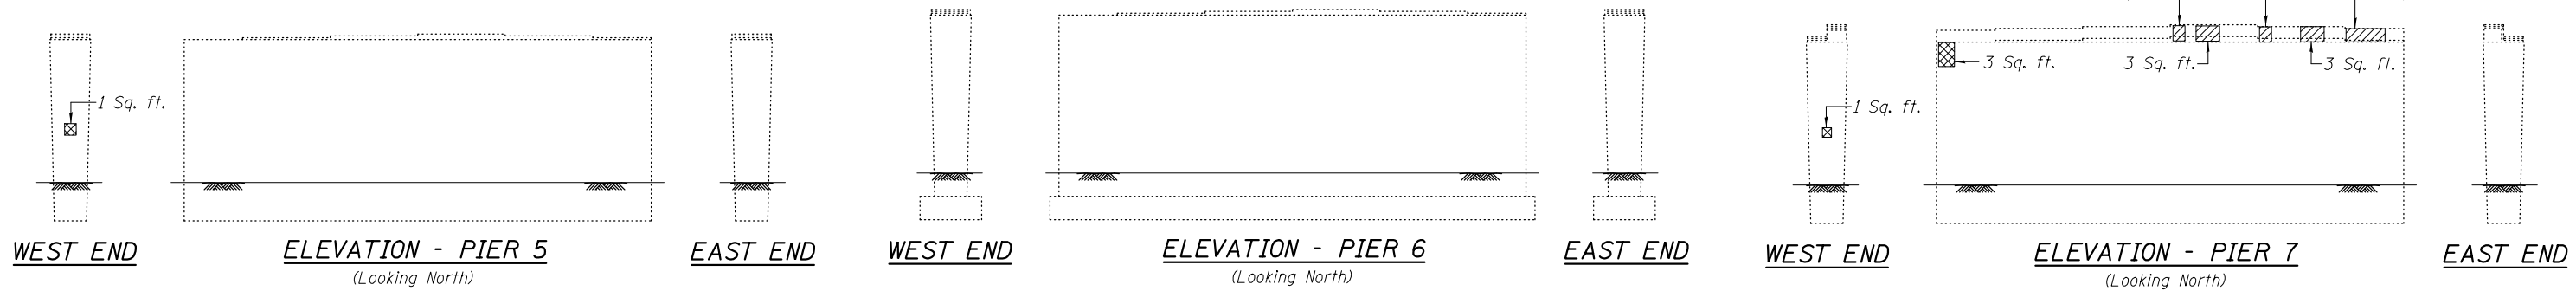 1 Sq. ft.
WEST END
ELEVATION - PIER 5
(Looking North)
EAST END
WEST END
ELEVATION - PIER 6
(Looking North)
EAST END
1 Sq. ft.
WEST END
3 Sq. ft.
3 Sq. ft.
3 Sq. ft.
ELEVATION - PIER 7
(Looking North)
EAST END